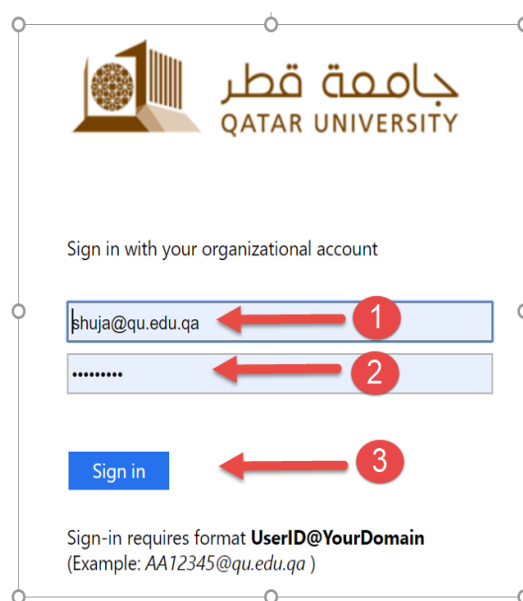 جامعة قطر
QATAR UNIVERSITY
Sign in with your organizational account
shuja@qu.edu.qa
1
•••••••••
2
Sign in
3
Sign-in requires format UserID@YourDomain
(Example: AA12345@qu.edu.qa )